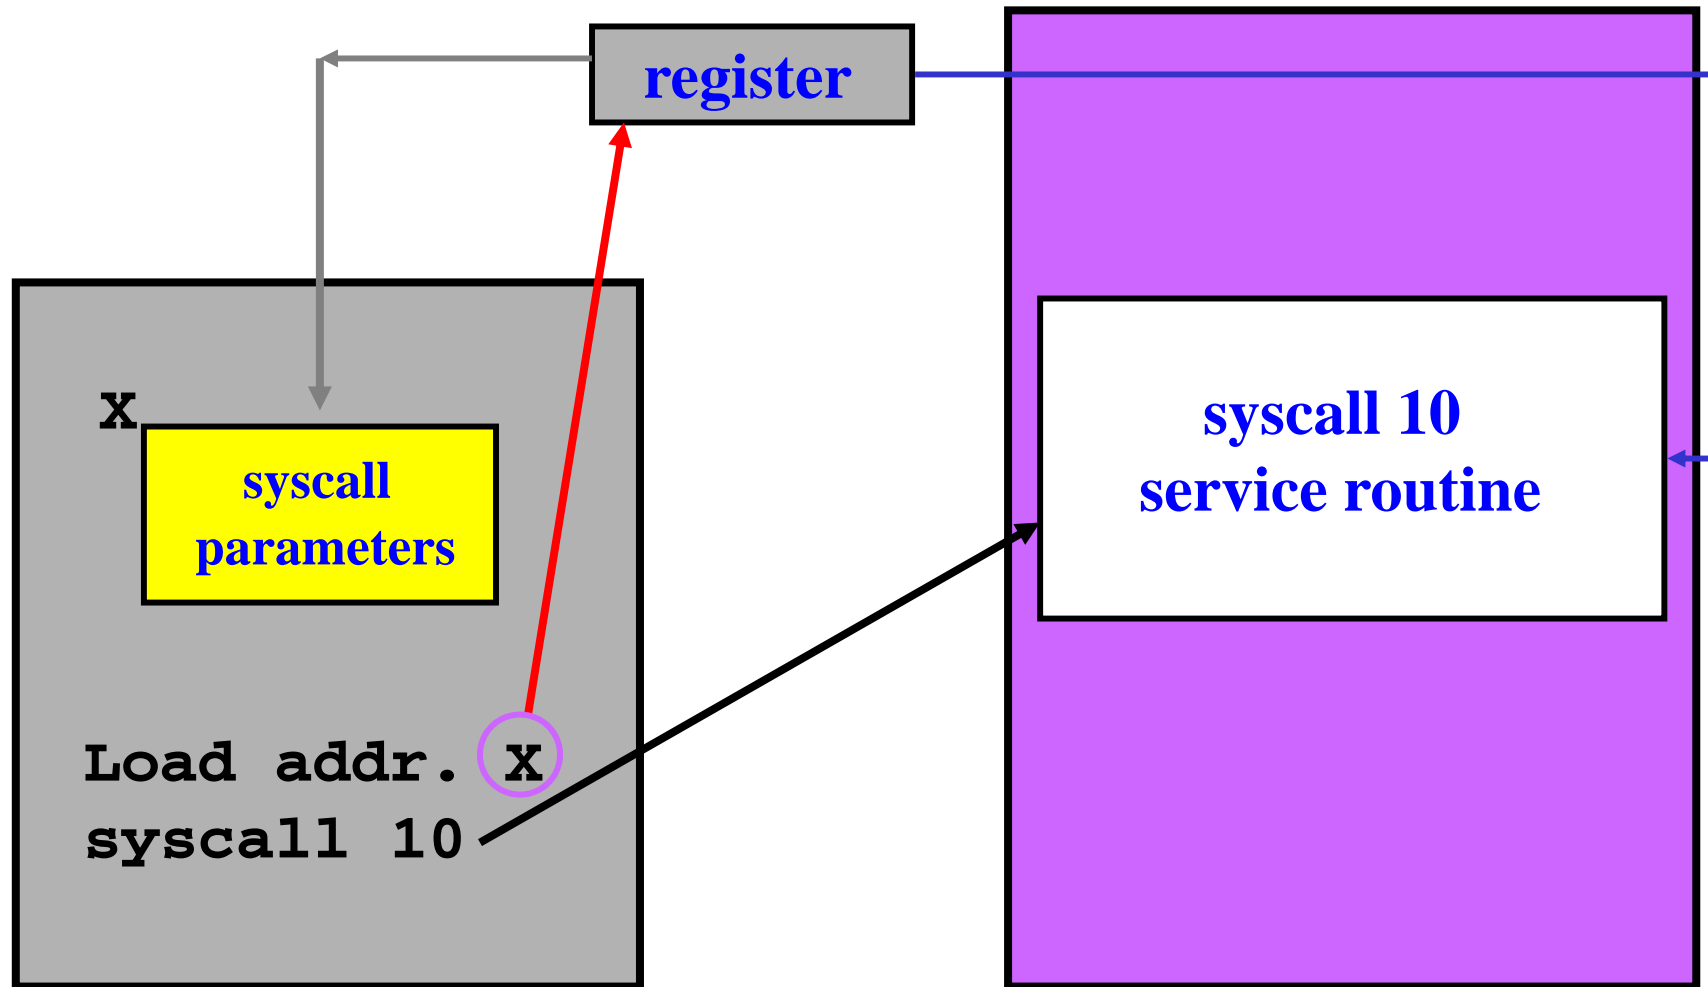 register
X
syscall
parameters
Load addr. X
syscall 10
syscall 10
service routine